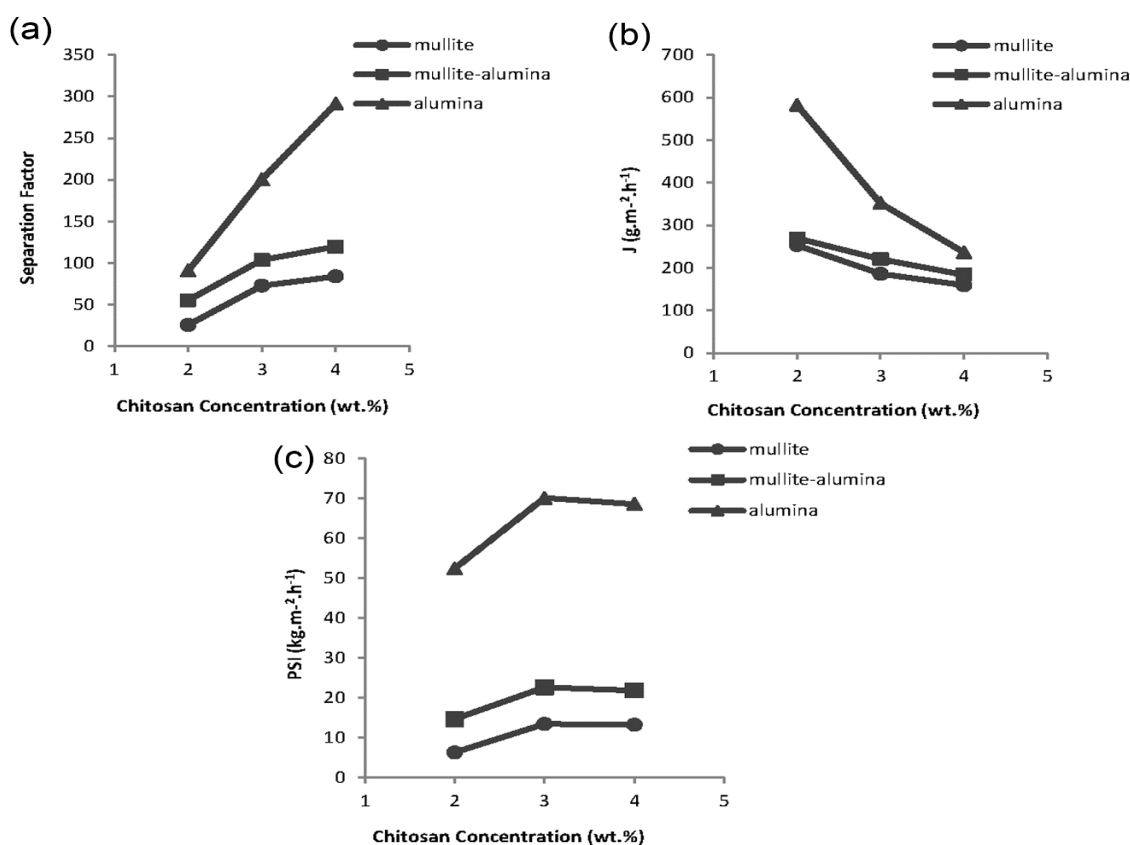 (a)
mullite
mullite-alumina
alumina
350
300
250
200
150
100
50
0
Separation Factor
1 2 3 4 5
Chitosan Concentration (wt.%)
(b)
mullite
mullite-alumina
alumina
700
600
500
400
300
200
100
0
J (g.m-².h-¹)
1 2 3 4 5
Chitosan Concentration (wt.%)
(c)
mullite
mullite-alumina
alumina
80
70
60
50
40
30
20
10
0
PSI (kg.m-².h-¹)
1 2 3 4 5
Chitosan Concentration (wt.%)